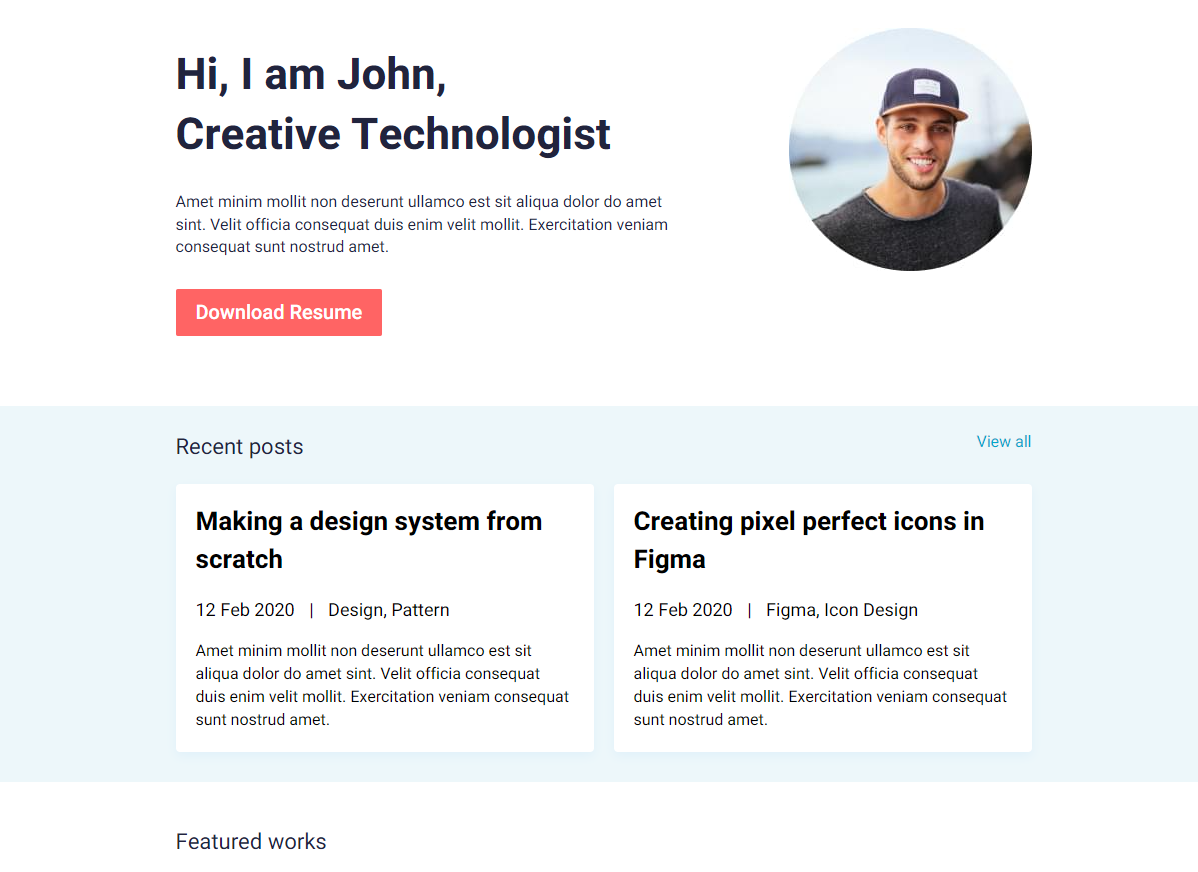 Hi, I am John,
Creative Technologist
Amet minim mollit non deserunt ullamco est sit aliqua dolor do amet
sint. Velit officia consequat duis enim velit mollit. Exercitation veniam
consequat sunt nostrud amet.
Download Resume
Recent posts
View all
Making a design system from
scratch
12 Feb 2020 | Design, Pattern
Amet minim mollit non deserunt ullamco est sit
aliqua dolor do amet sint. Velit officia consequat
duis enim velit mollit. Exercitation veniam consequat
sunt nostrud amet.
Creating pixel perfect icons in
Figma
12 Feb 2020 | Figma, Icon Design
Amet minim mollit non deserunt ullamco est sit
aliqua dolor do amet sint. Velit officia consequat
duis enim velit mollit. Exercitation veniam consequat
sunt nostrud amet.
Featured works